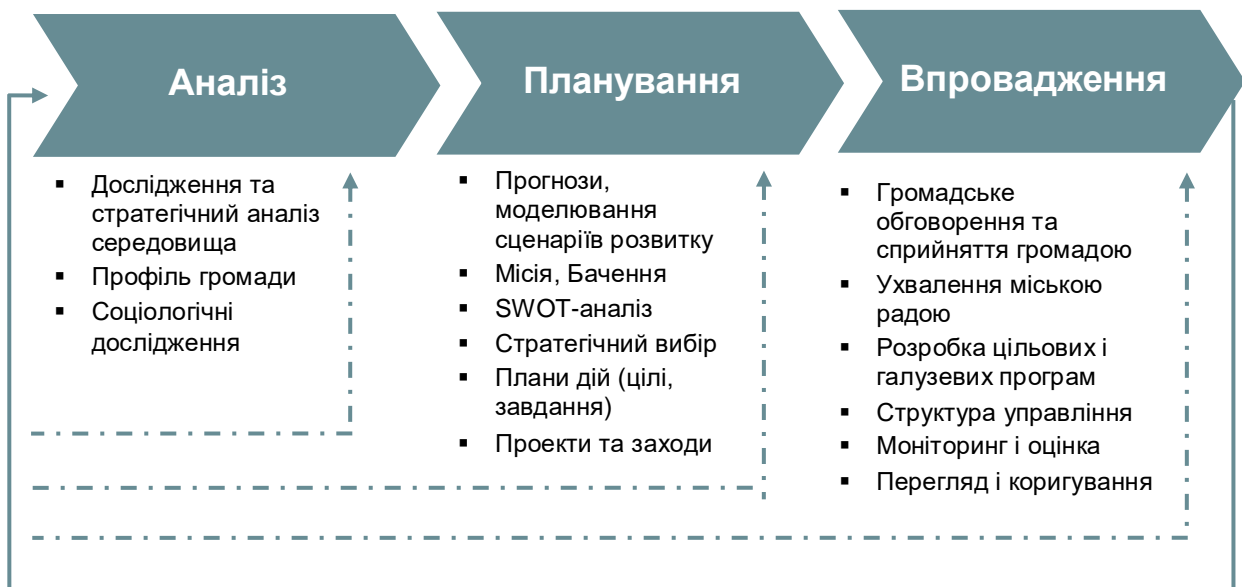 Аналіз
Планування
Впровадження
▪ Дослідження та
стратегічний аналіз
середовища
▪ Профіль громади
▪ Соціологічні
дослідження
▪ Прогнози,
моделювання
сценаріїв розвитку
▪ Місія, Бачення
▪ SWOT-аналіз
▪ Стратегічний вибір
▪ Плани дій (цілі,
завдання)
▪ Проекти та заходи
▪ Громадське
обговорення та
сприйняття громадою
▪ Ухвалення міською
радою
▪ Розробка цільових і
галузевих програм
▪ Структура управління
▪ Моніторинг і оцінка
▪ Перегляд і коригування